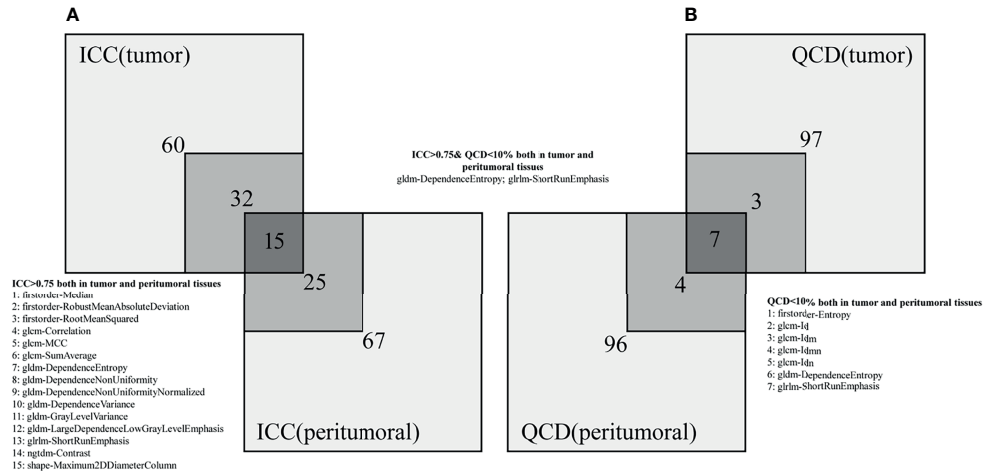 A
B
ICC(tumor)
QCD(tumor)
60
97
ICC>0.75& QCD<10% both in tumor and
peritumoral tissues
gldm-DependenceEntropy; glrlm-ShortRunEmphasis
32
3
15
7
25
4
ICC>0.75 both in tumor and peritumoral tissues
1: firstorder-Median
2: firstorder-RobustMeanAbsoluteDeviation
3: firstorder-RootMeanSquared
4: glcm-Correlation
5: glcm-MCC
6: glcm-SumAverage
7: gldm-DependenceEntropy
8: gldm-DependenceNonUniformity
9: gldm-DependenceNonUniformityNormalized
10: gldm-DependenceVariance
11: gldm-GrayLevelVariance
12: gldm-LargeDependenceLowGrayLevelEmphasis
13: glrlm-ShortRunEmphasis
14: ngtdm-Contrast
15: shape-Maximum2DDiameterColumn
67
96
QCD<10% both in tumor and peritumoral tissues
1: firstorder-Entropy
2: glcm-Id
3: glcm-Idm
4: glcm-Idmn
5: glcm-Idn
6: gldm-DependenceEntropy
7: glrlm-ShortRunEmphasis
ICC(peritumoral)
QCD(peritumoral)